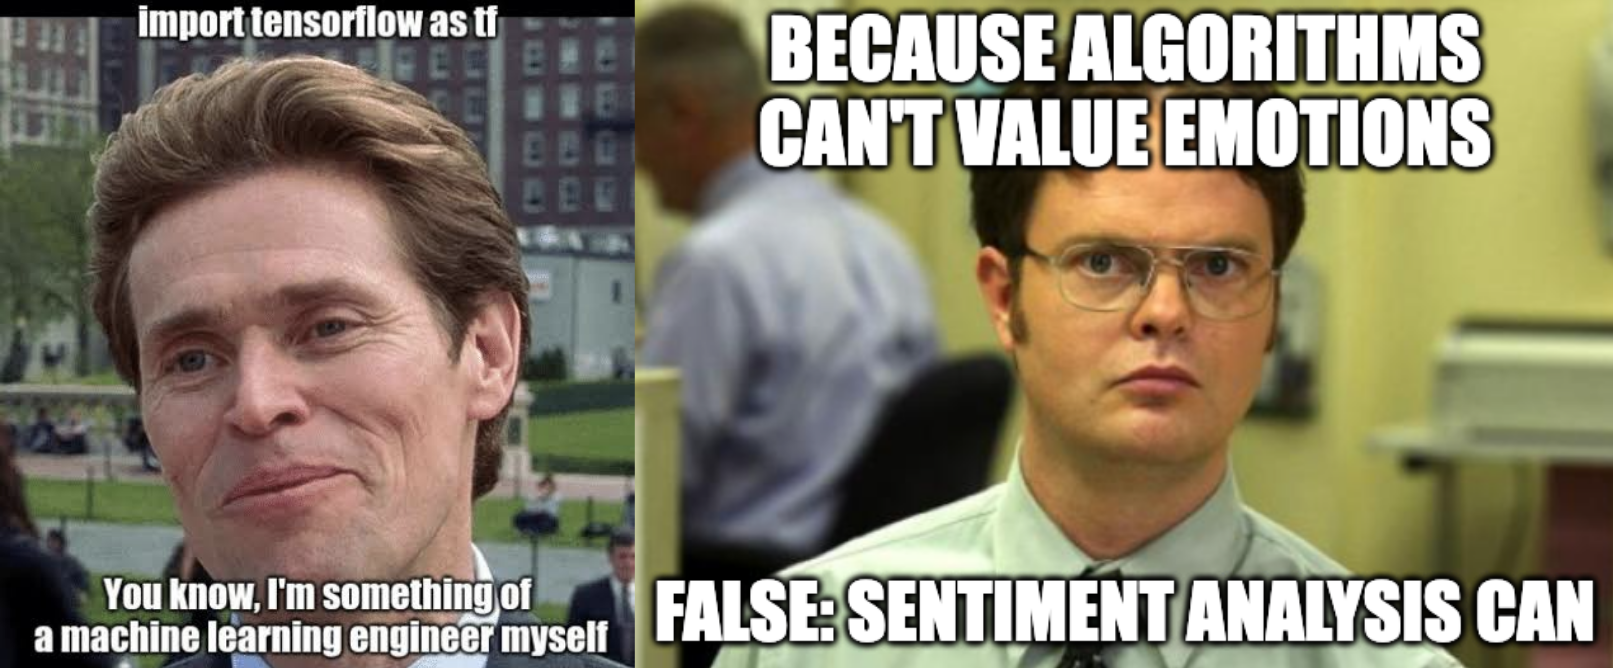 import tensorflow as tf
You know, I'm something of
a machine learning engineer myself
BECAUSE ALGORITHMS
CAN'T VALUE EMOTIONS
FALSE: SENTIMENT ANALYSIS CAN